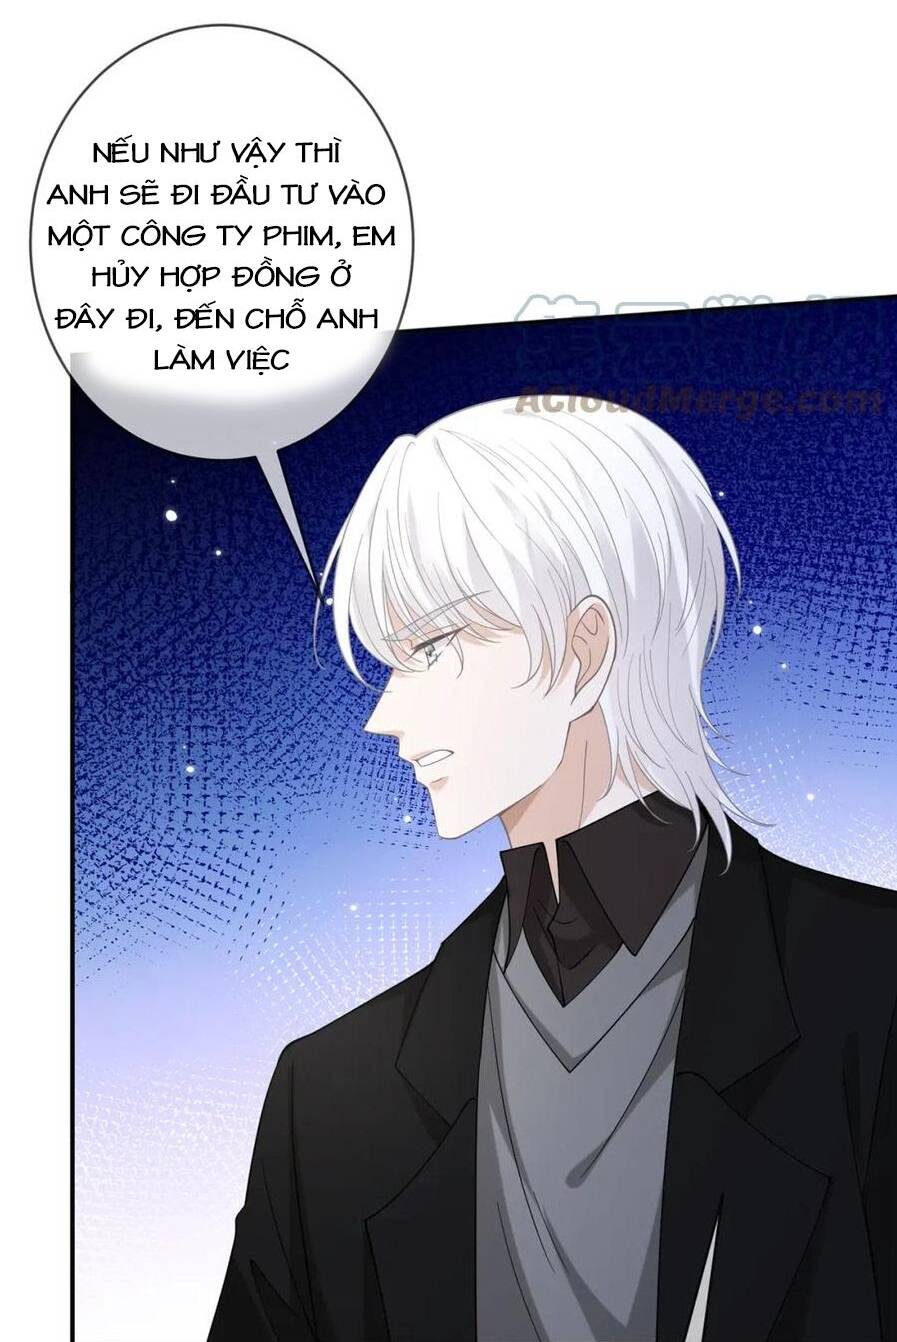 NẾU NHƯ VẬY THÌ
ANH SẼ ĐI ĐẦU TƯ VÀO
MỘT CÔNG TY PHIM, EM
HỦY HỢP ĐỒNG Ở
ĐÂY ĐI, ĐẾN CHỖ ANH
LÀM VIỆC
ACloudMerge.com